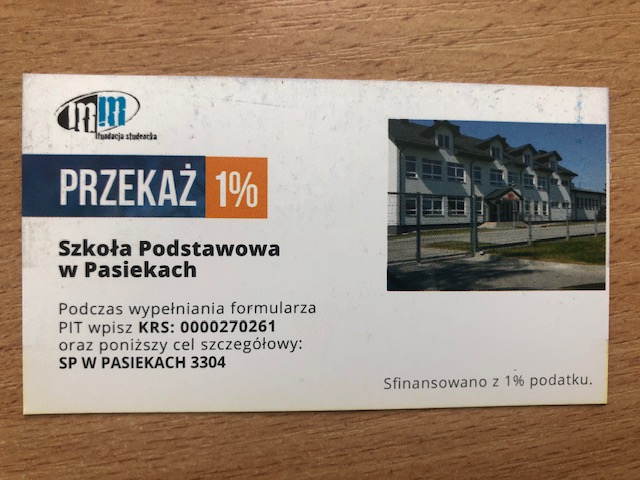 mm
fundacja studencka
PRZEKAŻ 1%
Szkoła Podstawowa
w Pasiekach
Podczas wypełniania formularza
PIT wpisz KRS: 0000270261
oraz poniższy cel szczegółowy:
SP W PASIEKACH 3304
Sfinansowano z 1% podatku.